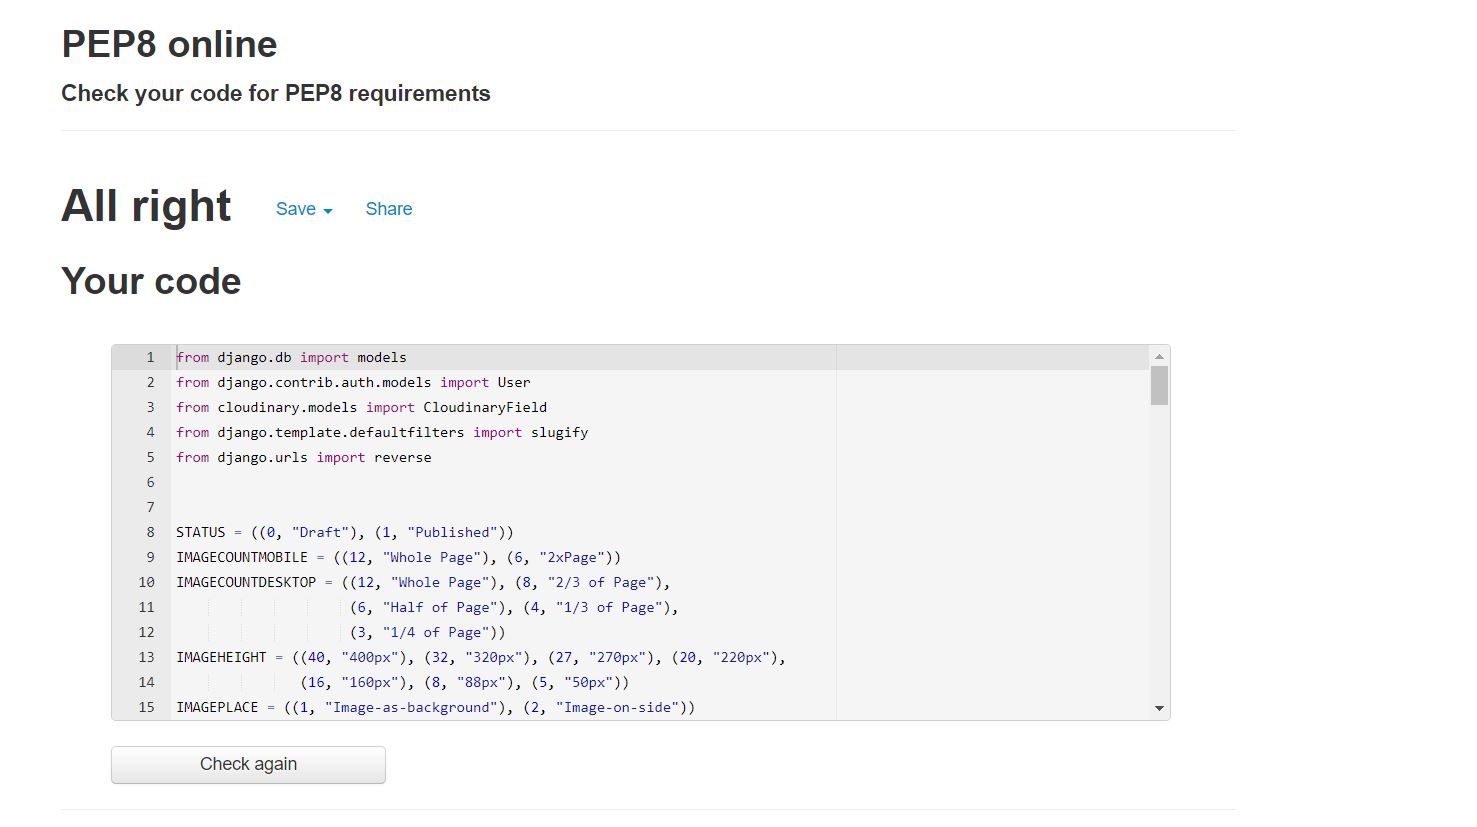 PEP8 online
Check your code for PEP8 requirements
All right Save Share
Your code
1 from django.db import models
2 from django.contrib.auth.models import User
3 from cloudinary.models import CloudinaryField
4 from django.template.defaultfilters import slugify
5 from django.urls import reverse
6
7
8 STATUS = ((0, "Draft"), (1, "Published"))
9 IMAGECOUNTMOBILE = ((12, "Whole Page"), (6, "2xPage"))
10 IMAGECOUNTDESKTOP = ((12, "Whole Page"), (8, "2/3 of Page"),
11 (6, "Half of Page"), (4, "1/3 of Page"),
12 (3, "1/4 of Page"))
13 IMAGEHEIGHT = ((40, "400px"), (32, "320px"), (27, "270px"), (20, "220px"),
14 (16, "160px"), (8, "88px"), (5, "50px"))
15 IMAGEPLACE = ((1, "Image-as-background"), (2, "Image-on-side"))
Check again